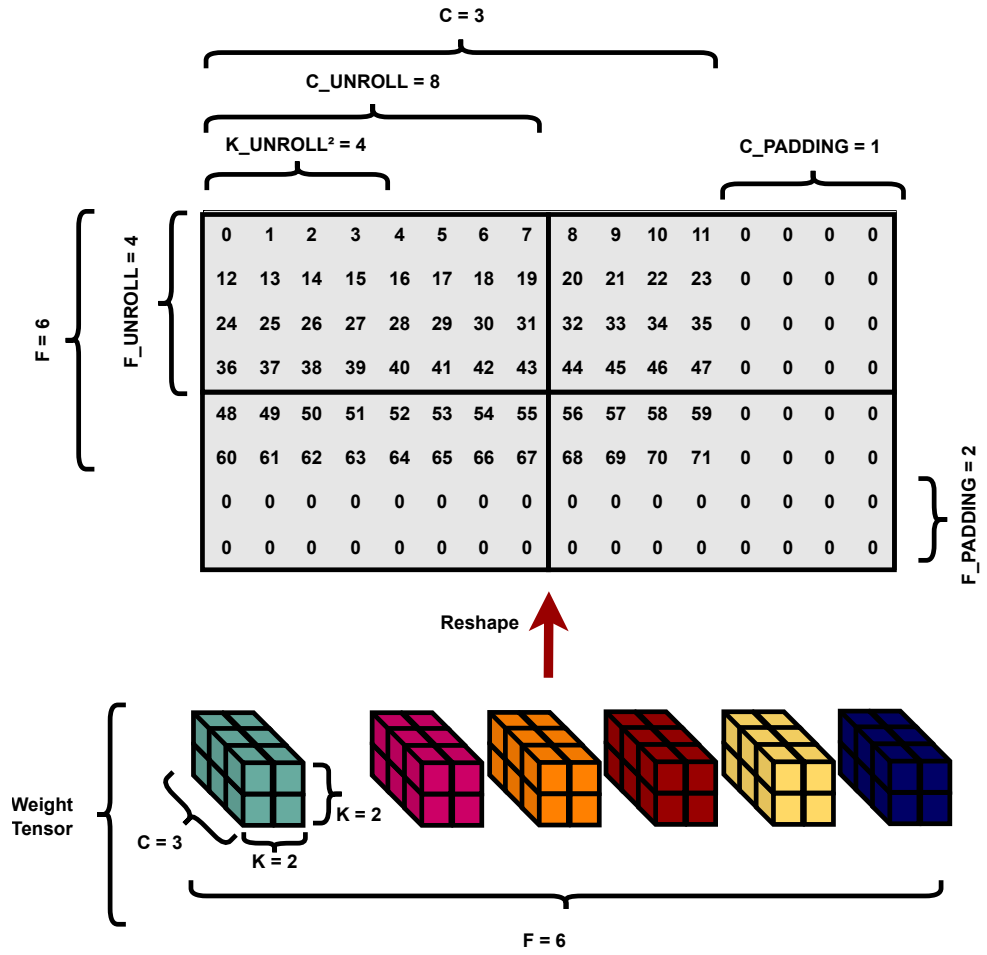 C = 3
C_UNROLL = 8
K_UNROLL² = 4
C_PADDING = 1
F = 6
F_UNROLL = 4
0 1 2 3 4 5 6 7 8 9 10 11 0 0 0 0
12 13 14 15 16 17 18 19 20 21 22 23 0 0 0 0
24 25 26 27 28 29 30 31 32 33 34 35 0 0 0 0
36 37 38 39 40 41 42 43 44 45 46 47 0 0 0 0
48 49 50 51 52 53 54 55 56 57 58 59 0 0 0 0
60 61 62 63 64 65 66 67 68 69 70 71 0 0 0 0
0 0 0 0 0 0 0 0 0 0 0 0 0 0 0 0
0 0 0 0 0 0 0 0 0 0 0 0 0 0 0 0
F_PADDING = 2
Reshape
Weight
Tensor
C = 3
K = 2
K = 2
F = 6